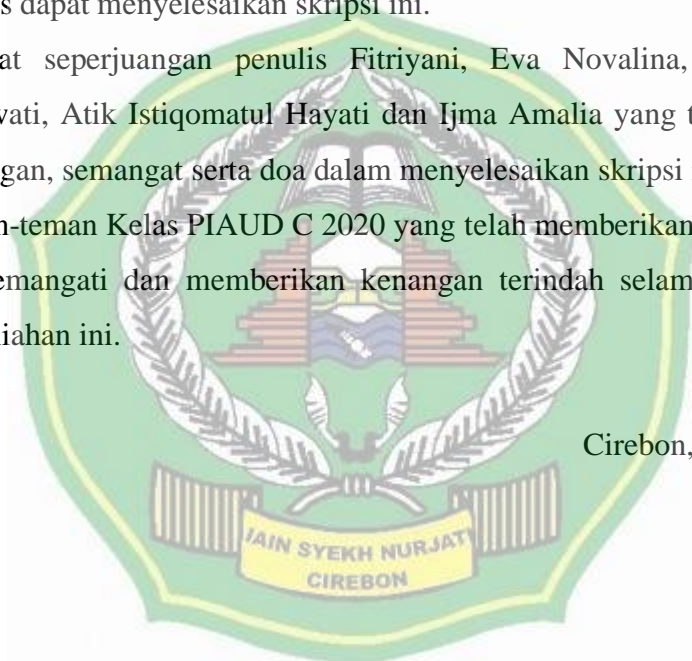 s dapat menyelesaikan skripsi ini.
at seperjuangan penulis Fitriyani, Eva Novalina,
vati, Atik Istiqomatul Hayati dan Ijma Amalia yang t
gan, semangat serta doa dalam menyelesaikan skripsi
n-teman Kelas PIAUD C 2020 yang telah memberikan
emangati dan memberikan kenangan terindah selam
iahan ini.
Cirebon,
IAIN SYEKH NURJATI
CIREBON